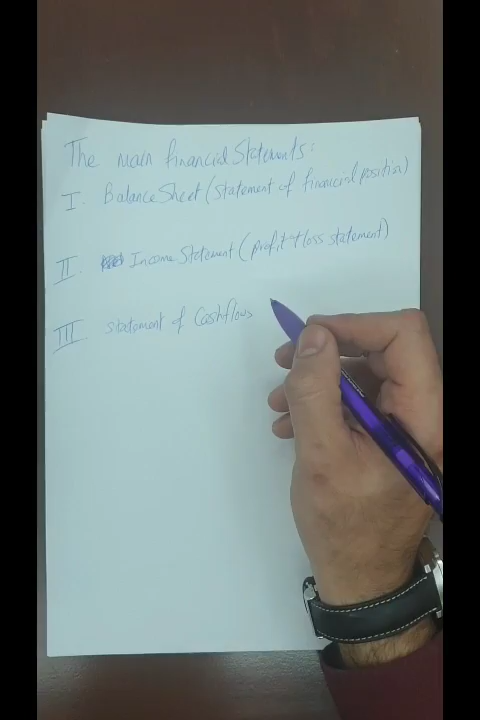 The main financial Statements:
I. Balance Sheet (Statement of financial position)
II. Income Statement (profit + loss statement)
III statement of Cashflows